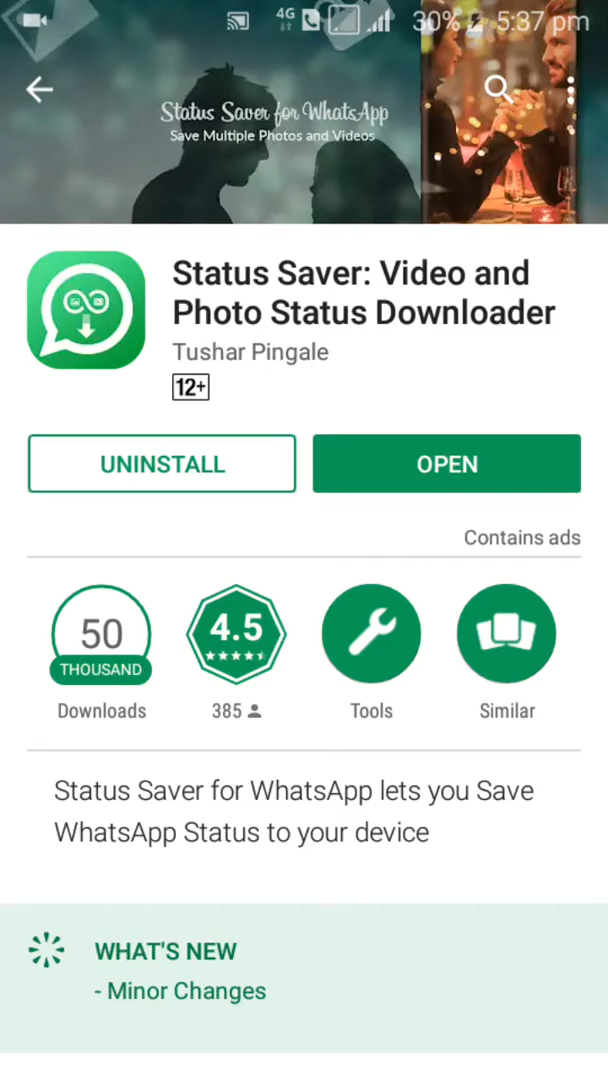 4G 30% 5:37 pm
Status Saver for WhatsApp
Save Multiple Photos and Videos
Status Saver: Video and
Photo Status Downloader
Tushar Pingale
12+
UNINSTALL OPEN
Contains ads
50 4.5
THOUSAND
Downloads 385 Tools Similar
Status Saver for WhatsApp lets you Save
WhatsApp Status to your device
WHAT'S NEW
- Minor Changes